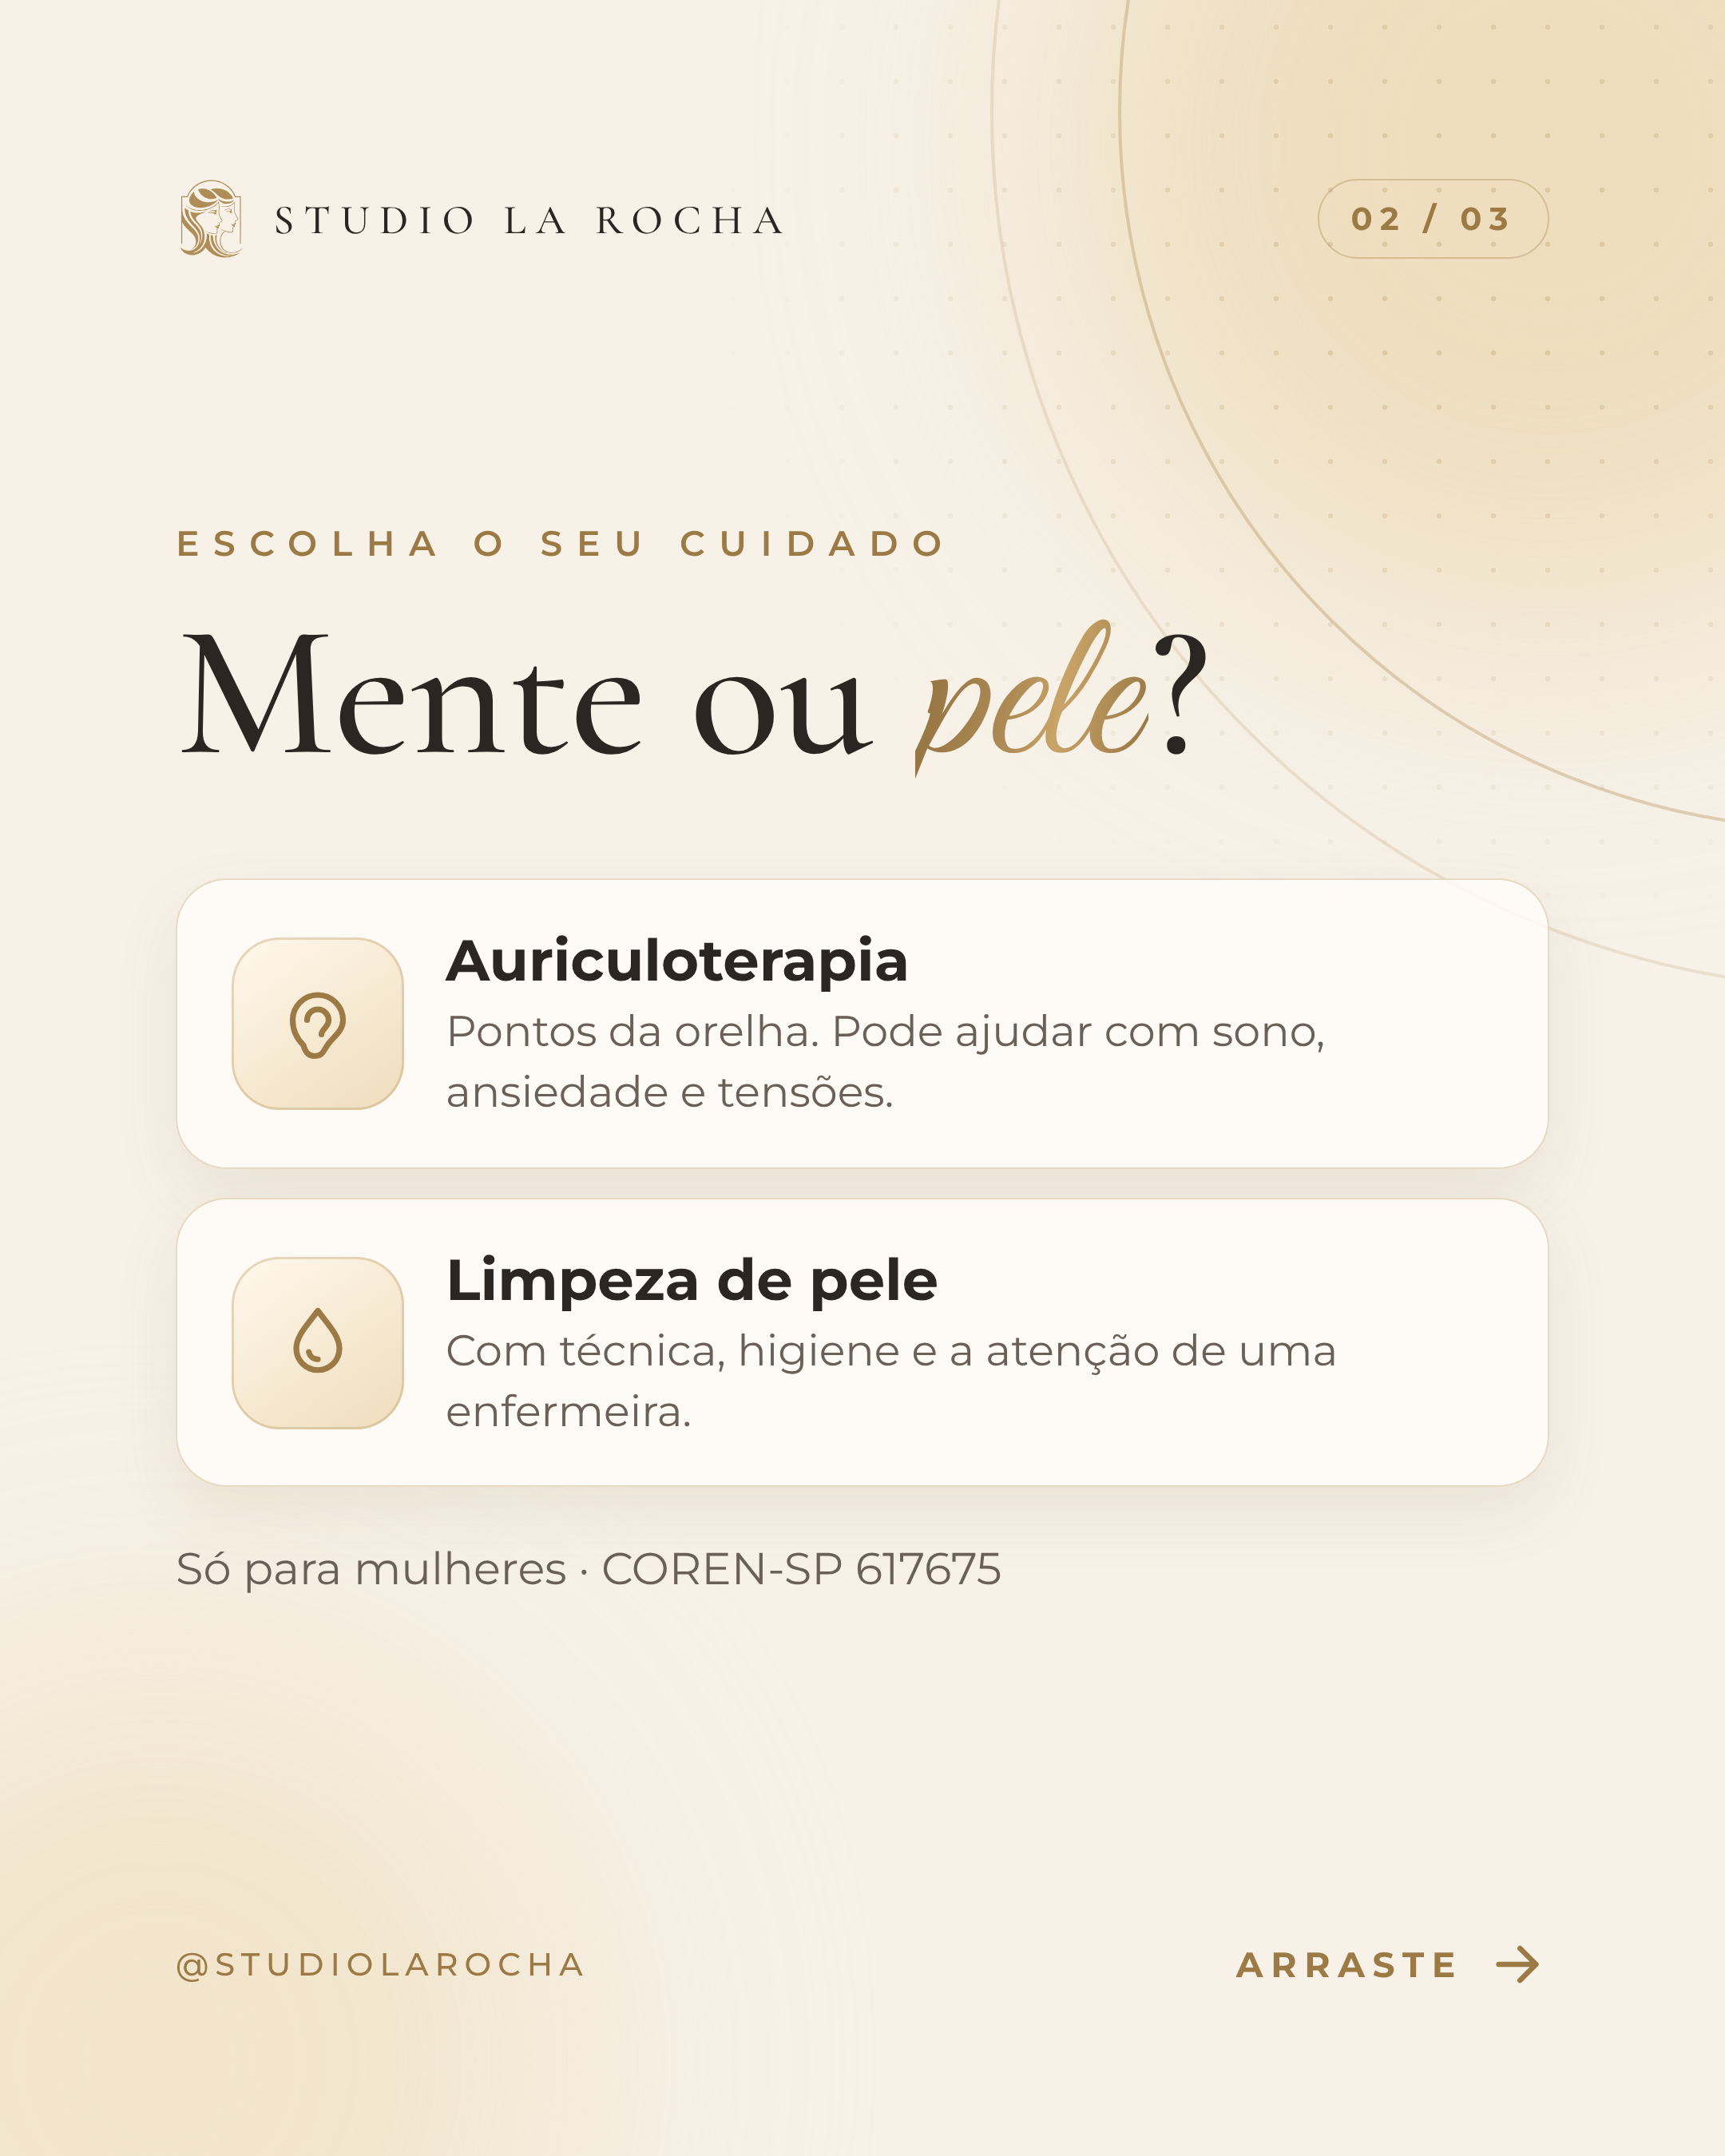 STUDIO LA ROCHA
02 / 03
ESCOLHA O SEU CUIDADO
Mente ou pele?
Auriculoterapia
Pontos da orelha. Pode ajudar com sono,
ansiedade e tensões.
Limpeza de pele
Com técnica, higiene e a atenção de uma
enfermeira.
Só para mulheres · COREN-SP 617675
@STUDIOLAROCHA
ARRASTE →